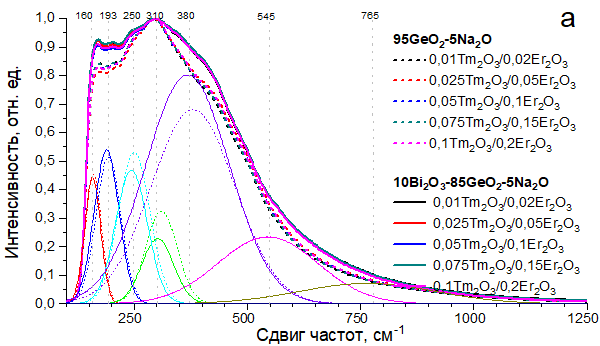 160 193 250 310 380 545 765
a
1,0
0,9
0,8
0,7
0,6
0,5
0,4
0,3
0,2
0,1
0,0
Интенсивность, отн. ед.
250 500 750 1000 1250
Сдвиг частот, см⁻¹
95GeO₂-5Na₂O
0,01Tm₂O₃/0,02Er₂O₃
0,025Tm₂O₃/0,05Er₂O₃
0,05Tm₂O₃/0,1Er₂O₃
0,075Tm₂O₃/0,15Er₂O₃
0,1Tm₂O₃/0,2Er₂O₃
10Bi₂O₃-85GeO₂-5Na₂O
0,01Tm₂O₃/0,02Er₂O₃
0,025Tm₂O₃/0,05Er₂O₃
0,05Tm₂O₃/0,1Er₂O₃
0,075Tm₂O₃/0,15Er₂O₃
0,1Tm₂O₃/0,2Er₂O₃